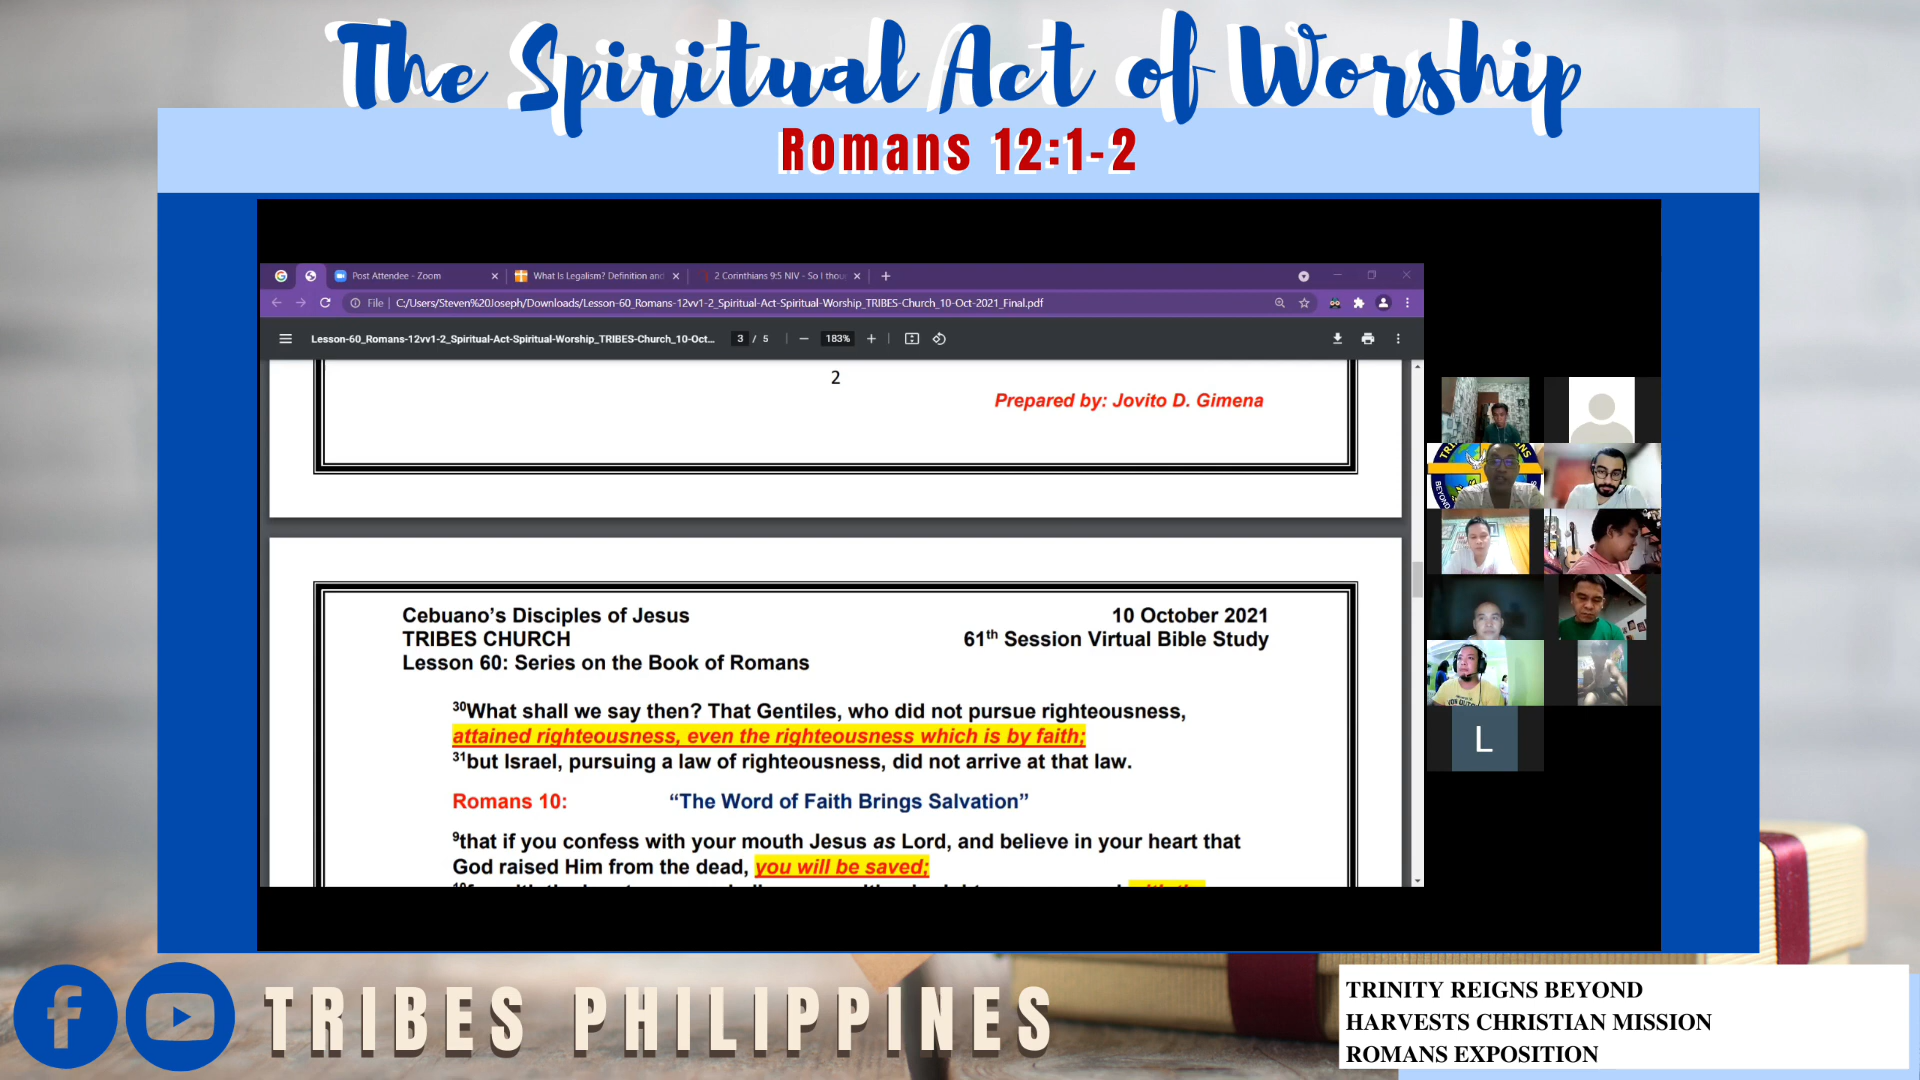 The Spiritual Act of Worship
Romans 12:1-2
Post Attendee - Zoom
What Is Legalism? Definition and
2 Corinthians 9:5 NIV - So I thou
File | C:/Users/Steven%20Joseph/Downloads/Lesson-60_Romans-12vv1-2_Spiritual-Act-Spiritual-Worship_TRIBES-Church_10-Oct-2021_Final.pdf
Lesson-60_Romans-12vv1-2_Spiritual-Act-Spiritual-Worship_TRIBES-Church_10-Oct... 3 / 5 183%
2
Prepared by: Jovito D. Gimena
Cebuano's Disciples of Jesus 10 October 2021
TRIBES CHURCH 61th Session Virtual Bible Study
Lesson 60: Series on the Book of Romans
30What shall we say then? That Gentiles, who did not pursue righteousness,
attained righteousness, even the righteousness which is by faith;
31but Israel, pursuing a law of righteousness, did not arrive at that law.
Romans 10: “The Word of Faith Brings Salvation”
9that if you confess with your mouth Jesus as Lord, and believe in your heart that
God raised Him from the dead, you will be saved;
BEYOND
L
TRIBES PHILIPPINES
TRINITY REIGNS BEYOND
HARVESTS CHRISTIAN MISSION
ROMANS EXPOSITION